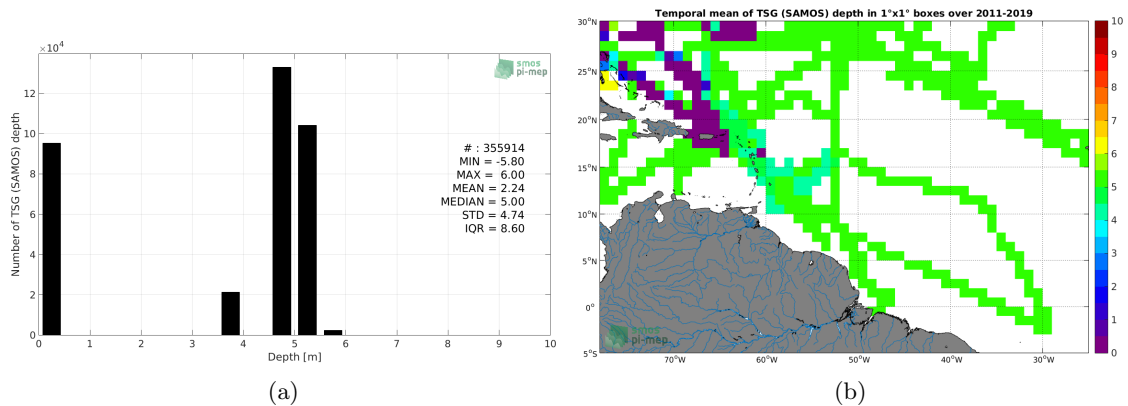 ×10⁴
12
10
8
6
4
2
0
Number of TSG (SAMOS) depth
0 1 2 3 4 5 6 7 8 9 10
Depth [m]
smos
pi-mep
# : 355914
MIN = -5.80
MAX = 6.00
MEAN = 2.24
MEDIAN = 5.00
STD = 4.74
IQR = 8.60
(a)
Temporal mean of TSG (SAMOS) depth in 1°x1° boxes over 2011-2019
30°N
25°N
20°N
15°N
10°N
5°N
0°
5°S
70°W 60°W 50°W 40°W 30°W
smos
pi-mep
10
9
8
7
6
5
4
3
2
1
0
(b)